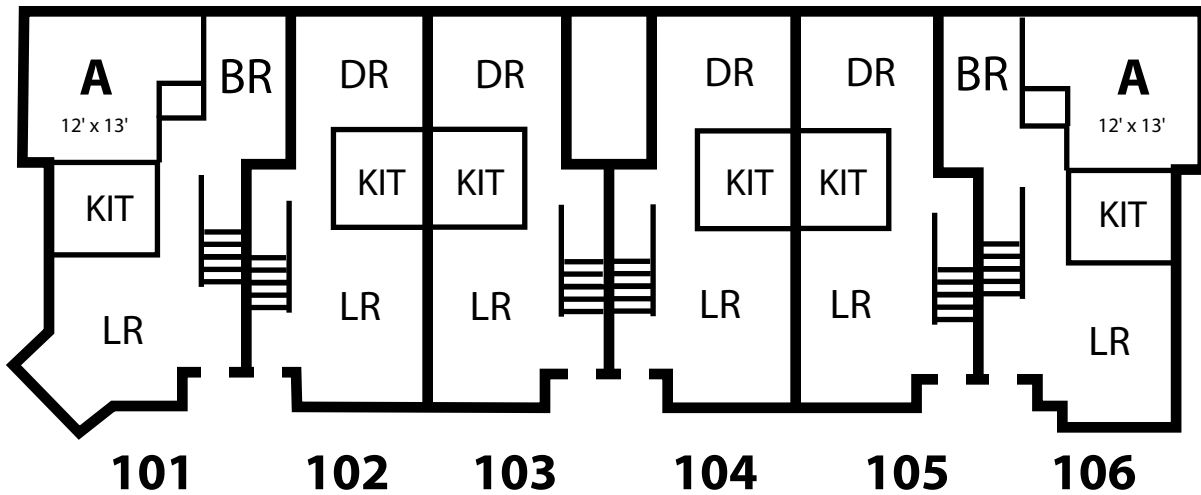 A
12' x 13'
BR
DR
DR
DR
DR
BR
A
12' x 13'
KIT
KIT
KIT
KIT
KIT
KIT
LR
LR
LR
LR
LR
LR
101 102 103 104 105 106